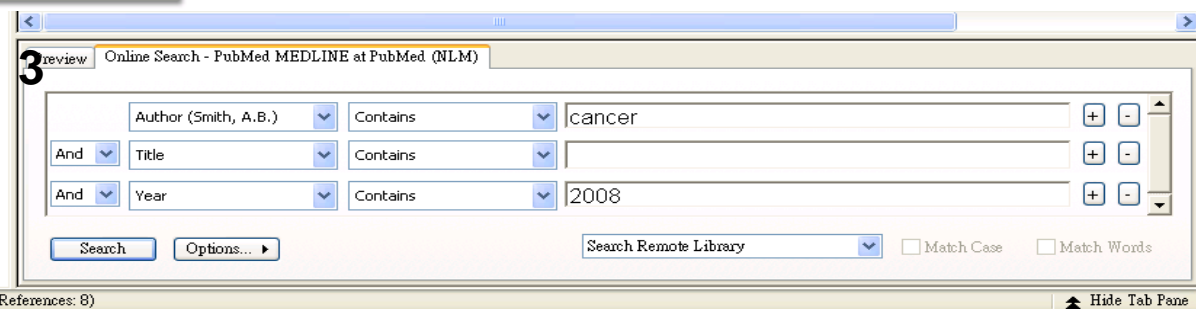 3
review Online Search - PubMed MEDLINE at PubMed (NLM)
Author (Smith, A.B.) Contains cancer + -
And Title Contains + -
And Year Contains 2008 + -
Search Options... Search Remote Library Match Case Match Words
References: 8) Hide Tab Pane